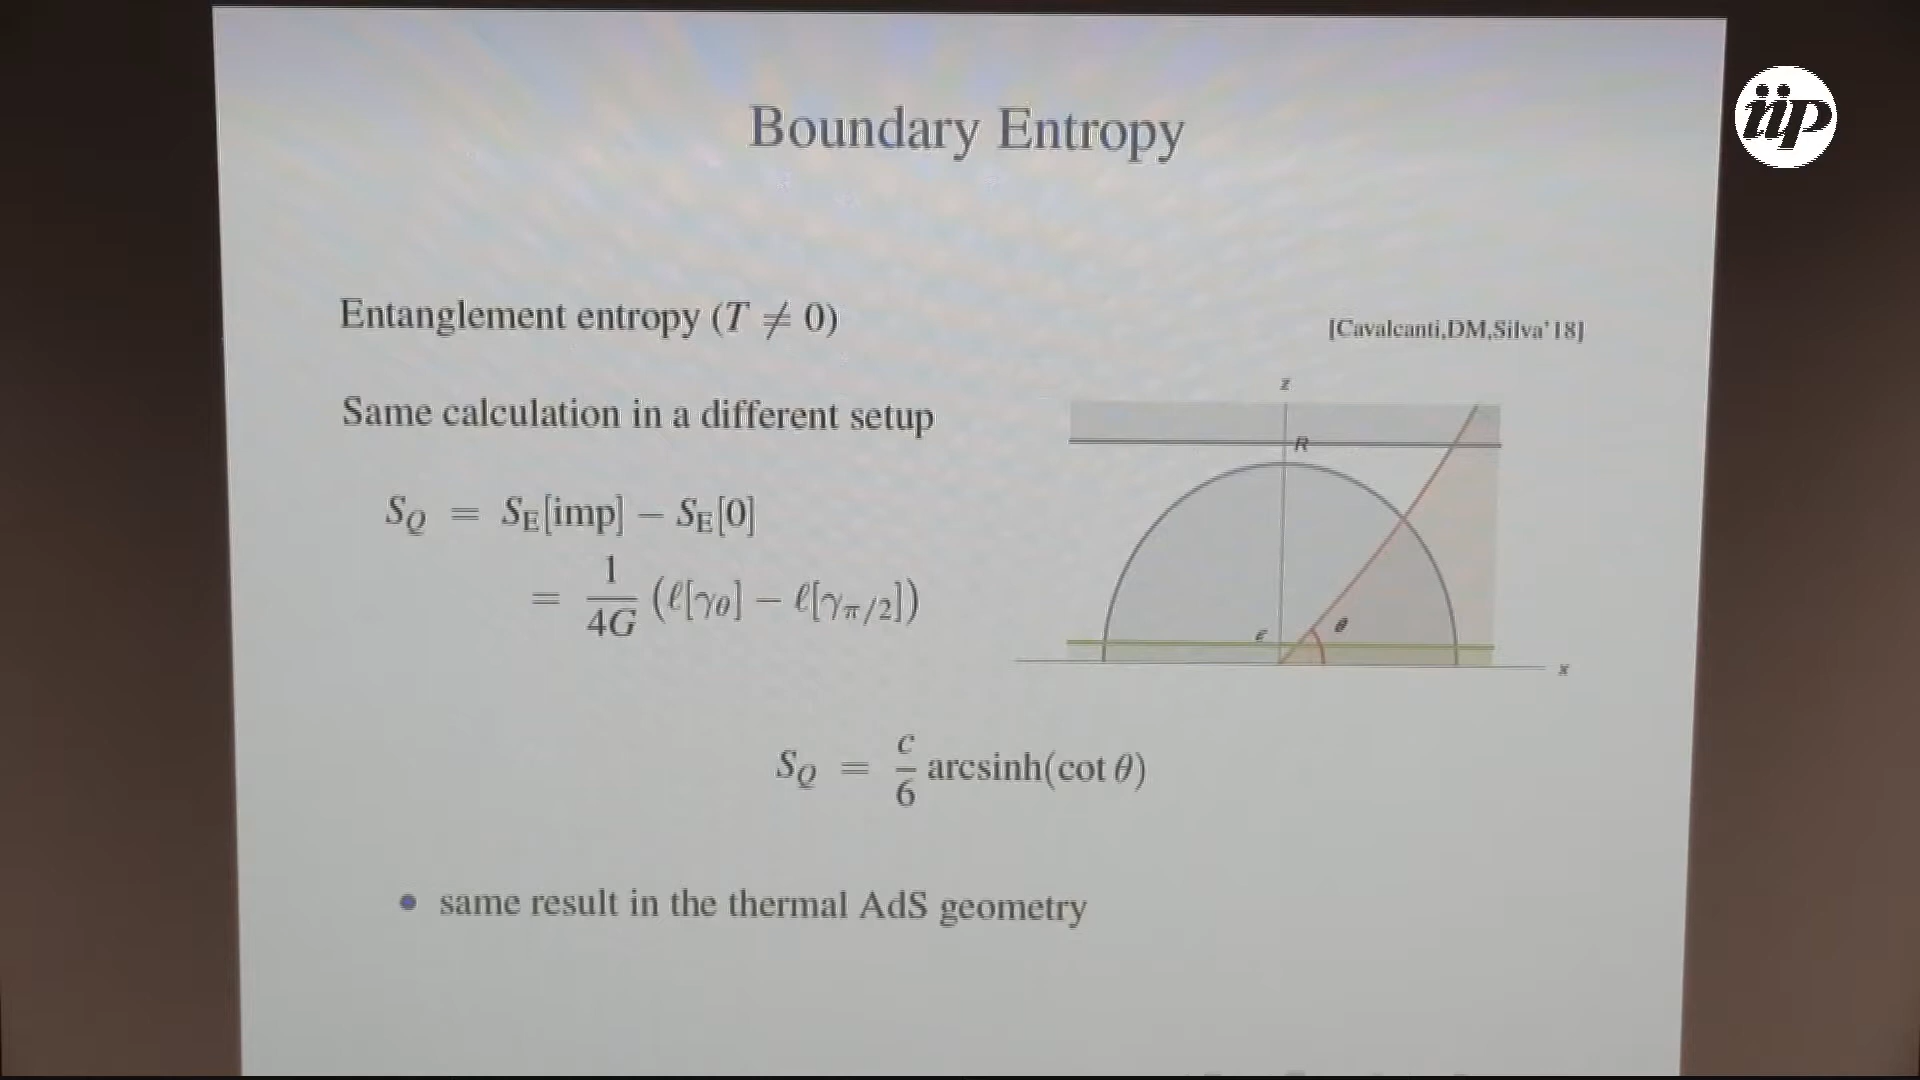 iip
Boundary Entropy
Entanglement entropy (T ≠ 0)
[Cavalcanti,DM,Silva'18]
Same calculation in a different setup
S_Q = S_E[imp] − S_E[0]
= 1/4G (ℓ[γ_θ] − ℓ[γ_π/2])
z
R
ε
θ
x
S_Q = c/6 arcsinh(cot θ)
• same result in the thermal AdS geometry